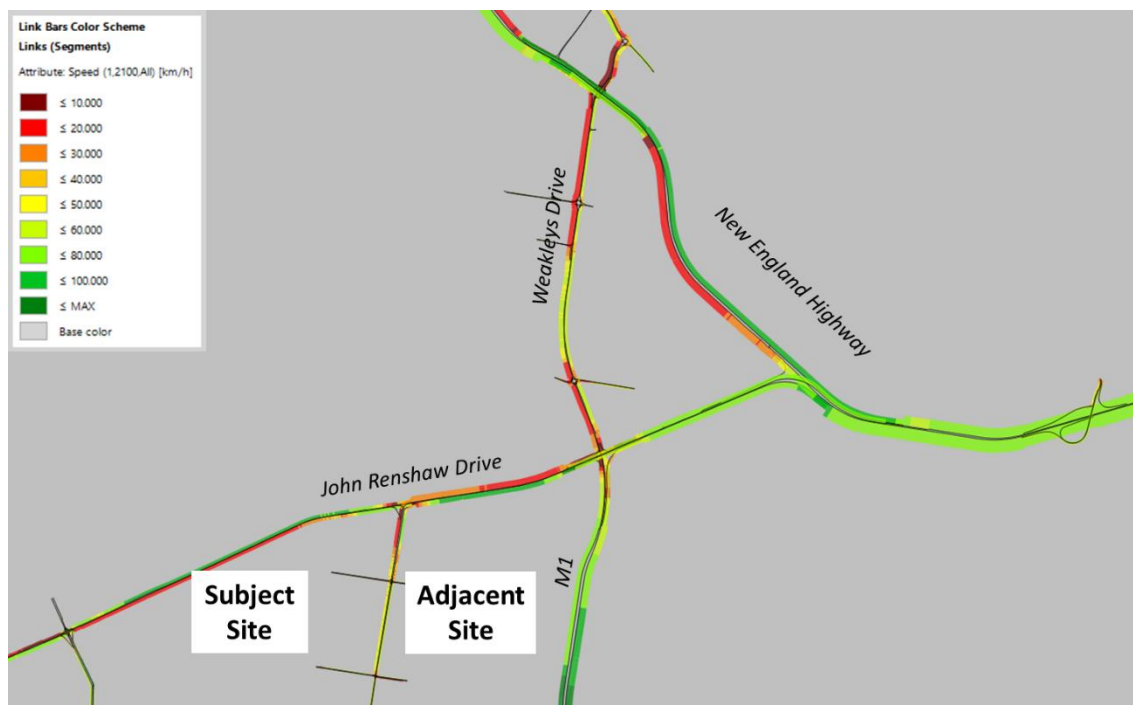 Link Bars Color Scheme
Links (Segments)
Attribute: Speed (1,2100,All) [km/h]
≤ 10.000
≤ 20.000
≤ 30.000
≤ 40.000
≤ 50.000
≤ 60.000
≤ 80.000
≤ 100.000
≤ MAX
Base color
Weakleys Drive
New England Highway
John Renshaw Drive
M1
Subject
Site
Adjacent
Site